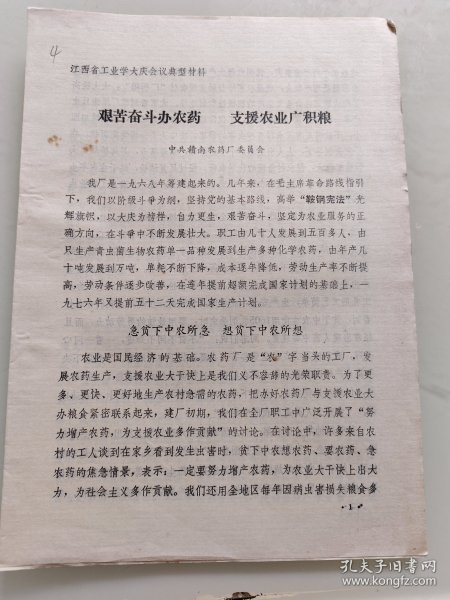 4
江西省工业学大庆会议典型材料
艰苦奋斗办农药 支援农业广积粮
中共赣南农药厂委员会
我厂是一九六八年筹建起来的。几年来，在毛主席革命路线指引
下，我们以阶级斗争为纲，坚持党的基本路线，高举“鞍钢宪法”光
辉旗帜，以大庆为榜样，自力更生，艰苦奋斗，坚定为农业服务的正
确方向，在斗争中不断发展壮大。职工由几十人发展到五百多人，由
只生产青虫菌生物农药单一品种发展到生产多种化学农药，由年产几
十吨发展到万吨，单耗不断下降，成本逐年降低，劳动生产率不断提
高，劳动条件逐步改善，在连年提前超额完成国家计划的基础上，一
九七六年又提前五十二天完成国家生产计划。
急贫下中农所急 想贫下中农所想
农业是国民经济的基础。农药厂是“农”字当头的工厂，发
展农药生产，支援农业大干快上是我们义不容辞的光荣职责。为了更
多、更快、更好地生产农村急需的农药，把办好农药厂与支援农业大
办粮食紧密联系起来，建厂初期，我们在全厂职工中广泛开展了“努
力增产农药，为支援农业多作贡献”的讨论。在讨论中，许多来自农
村的工人谈到在家乡看到发生虫害时，贫下中农想农药、要农药、急
农药的焦急情景，表示：一定要努力增产农药，为农业大干快上出大
力，为社会主义多作贡献。我们还用全地区每年因病虫害损失粮食多
·1·
孔夫子旧书网
www.kongfz.com